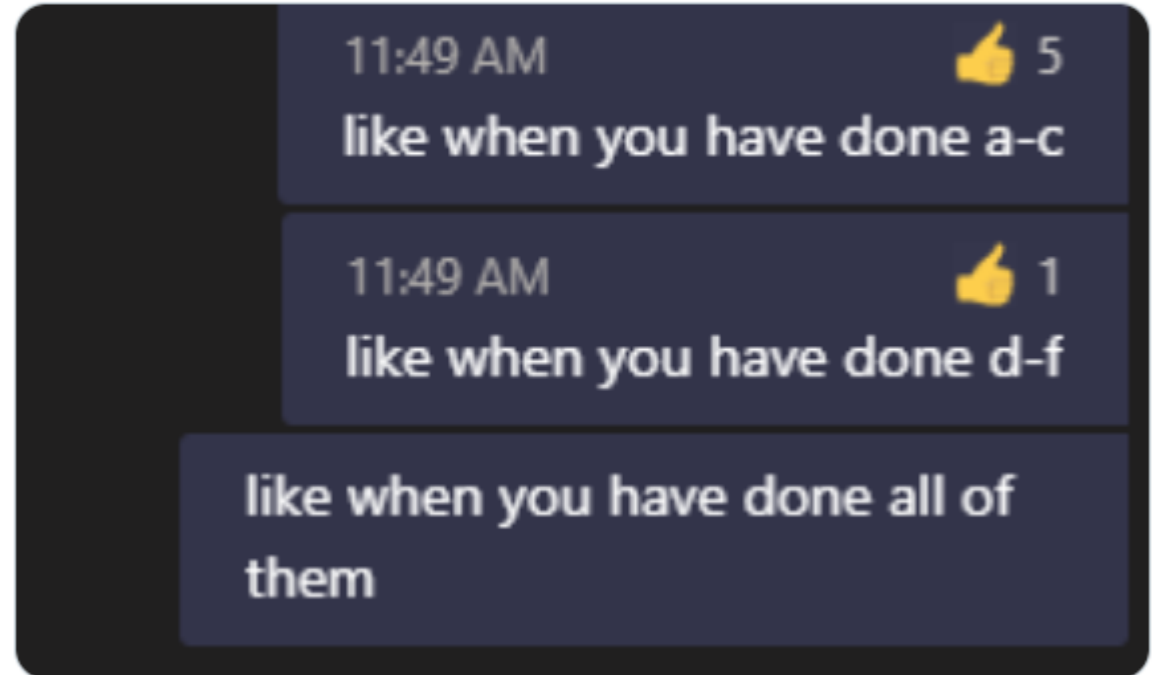 11:49 AM 👍 5
like when you have done a-c
11:49 AM 👍 1
like when you have done d-f
like when you have done all of
them